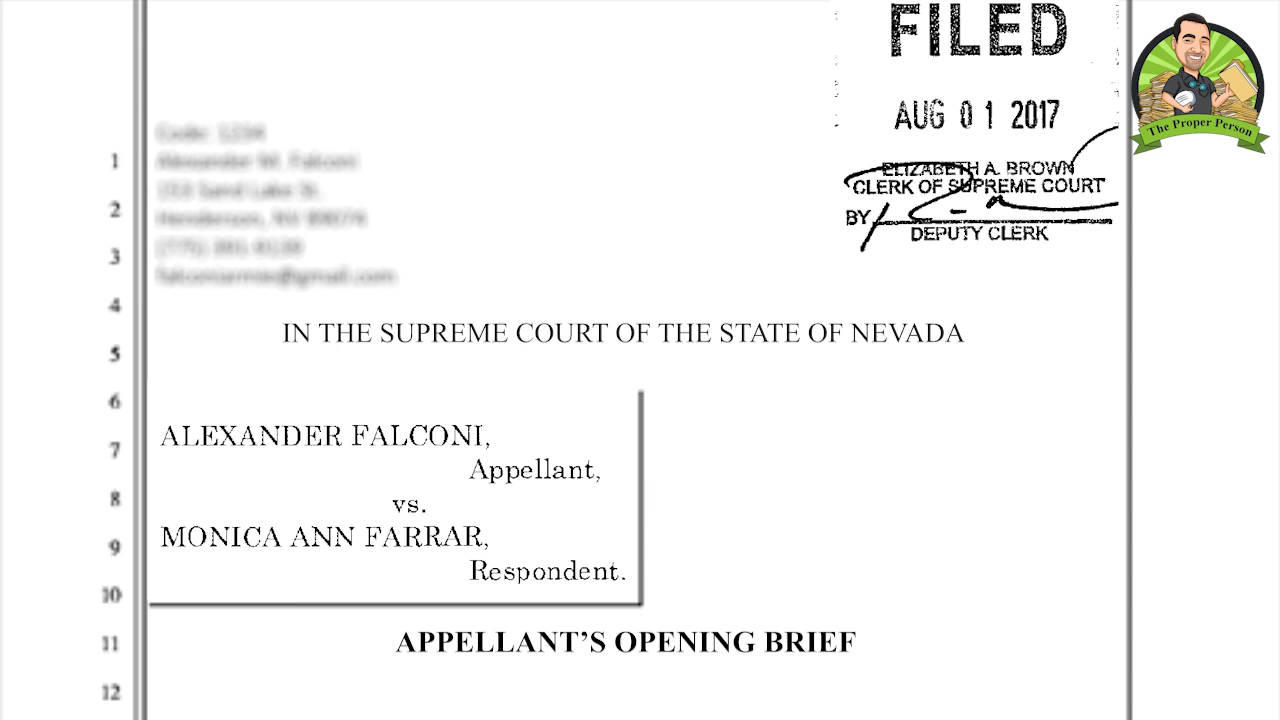 FILED
AUG 01 2017
The Proper Person
ELIZABETH A. BROWN
CLERK OF SUPREME COURT
BY
DEPUTY CLERK
1
2
3
4
IN THE SUPREME COURT OF THE STATE OF NEVADA
5
6
ALEXANDER FALCONI,
7
Appellant,
8
vs.
9
MONICA ANN FARRAR,
Respondent.
10
11
APPELLANT'S OPENING BRIEF
12